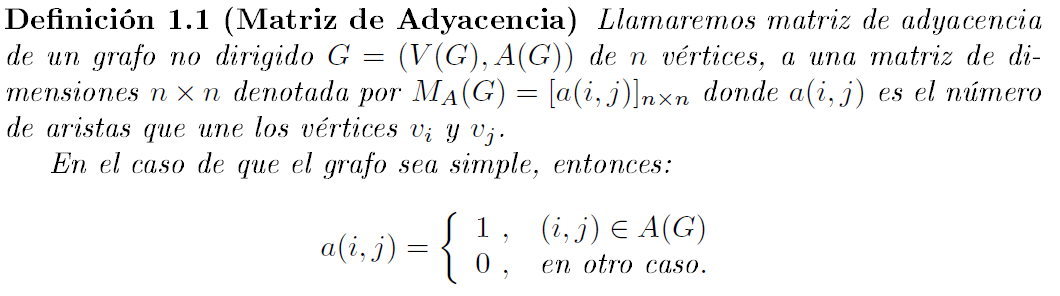 Definición 1.1 (Matriz de Adyacencia) Llamaremos matriz de adyacencia
de un grafo no dirigido G = (V(G), A(G)) de n vértices, a una matriz de di-
mensiones n × n denotada por M_A(G) = [a(i, j)]_{n×n} donde a(i, j) es el número
de aristas que une los vértices v_i y v_j.
En el caso de que el grafo sea simple, entonces:
a(i, j) = { 1 , (i, j) ∈ A(G)
0 , en otro caso.